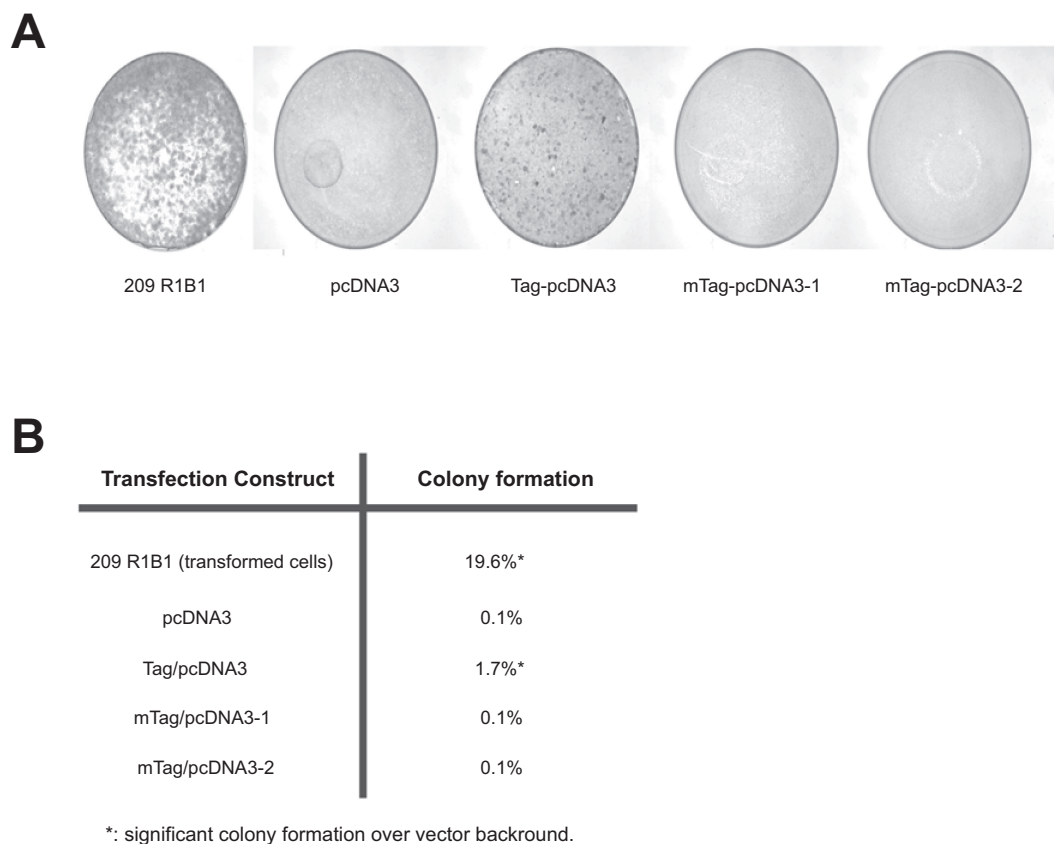 A
209 R1B1 pcDNA3 Tag-pcDNA3 mTag-pcDNA3-1 mTag-pcDNA3-2
B
Transfection Construct Colony formation
209 R1B1 (transformed cells) 19.6%*
pcDNA3 0.1%
Tag/pcDNA3 1.7%*
mTag/pcDNA3-1 0.1%
mTag/pcDNA3-2 0.1%
*: significant colony formation over vector backround.